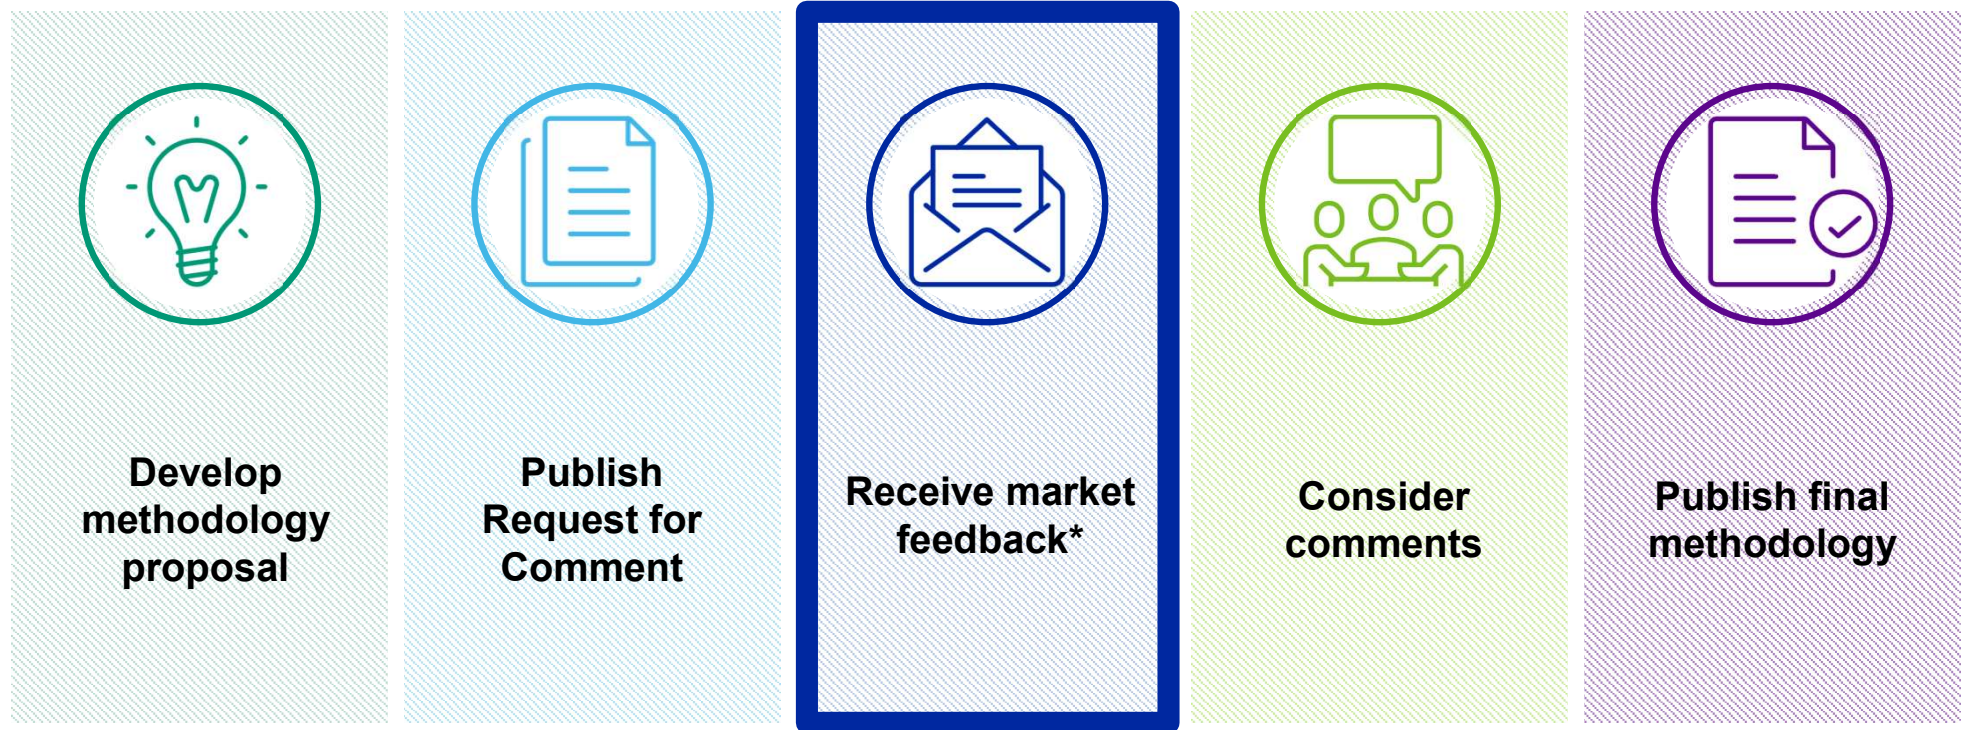 Develop
methodology
proposal
Publish
Request for
Comment
Receive market
feedback*
Consider
comments
Publish final
methodology